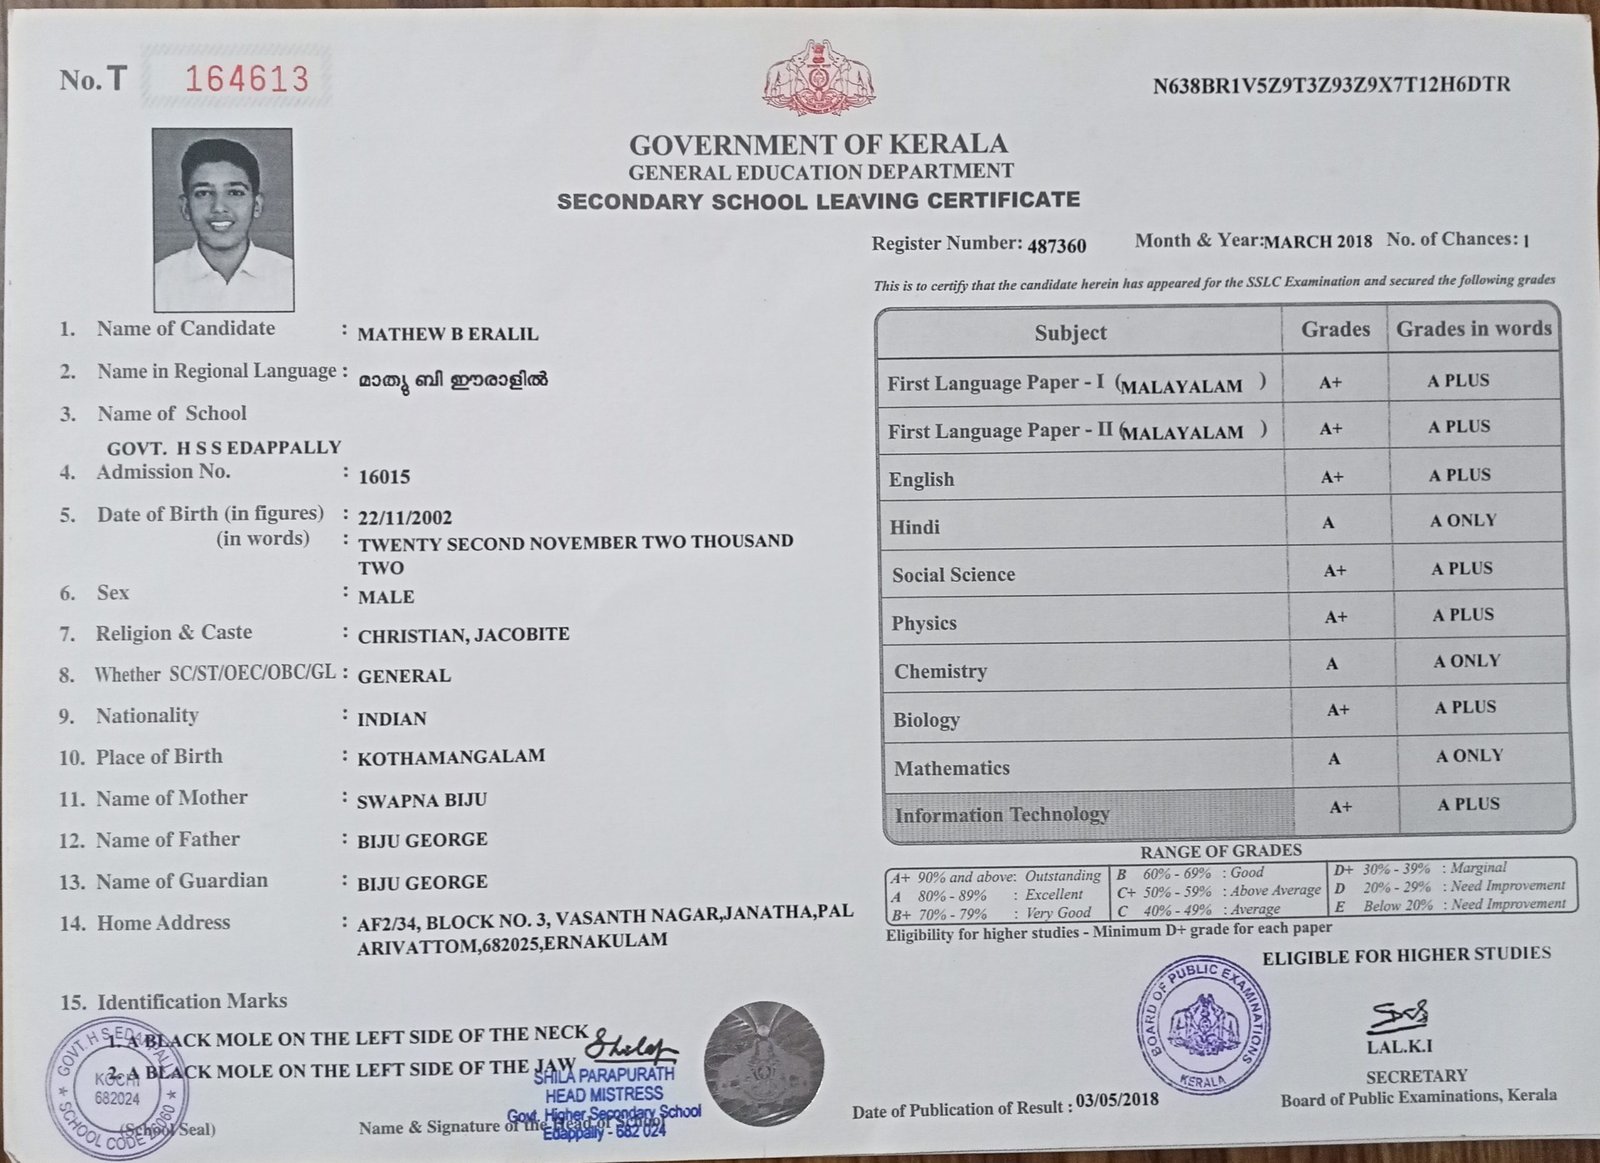 No. T 164613
N638BR1V5Z9T3Z93Z9X7T12H6DTR
GOVERNMENT OF KERALA
GENERAL EDUCATION DEPARTMENT
SECONDARY SCHOOL LEAVING CERTIFICATE
Register Number: 487360 Month & Year: MARCH 2018 No. of Chances: 1
This is to certify that the candidate herein has appeared for the SSLC Examination and secured the following grades
1. Name of Candidate : MATHEW B ERALIL
2. Name in Regional Language : മാത്യു ബി ഈരാളിൽ
3. Name of School
GOVT. H S S EDAPPALLY
4. Admission No. : 16015
5. Date of Birth (in figures) : 22/11/2002
(in words) : TWENTY SECOND NOVEMBER TWO THOUSAND
TWO
6. Sex : MALE
7. Religion & Caste : CHRISTIAN, JACOBITE
8. Whether SC/ST/OEC/OBC/GL : GENERAL
9. Nationality : INDIAN
10. Place of Birth : KOTHAMANGALAM
11. Name of Mother : SWAPNA BIJU
12. Name of Father : BIJU GEORGE
13. Name of Guardian : BIJU GEORGE
14. Home Address : AF2/34, BLOCK NO. 3, VASANTH NAGAR,JANATHA,PAL
ARIVATTOM,682025,ERNAKULAM
15. Identification Marks
1. A BLACK MOLE ON THE LEFT SIDE OF THE NECK
2. A BLACK MOLE ON THE LEFT SIDE OF THE JAW
GOVT. H S EDAPPALLY
KOCHI
682024
SCHOOL CODE 26060
(School Seal)
Shila
SHILA PARAPURATH
HEAD MISTRESS
Govt. Higher Secondary School
Edappally - 682 024
Name & Signature of the Head of School
Subject Grades Grades in words
First Language Paper - I (MALAYALAM) A+ A PLUS
First Language Paper - II (MALAYALAM) A+ A PLUS
English A+ A PLUS
Hindi A A ONLY
Social Science A+ A PLUS
Physics A+ A PLUS
Chemistry A A ONLY
Biology A+ A PLUS
Mathematics A A ONLY
Information Technology A+ A PLUS
RANGE OF GRADES
A+ 90% and above: Outstanding B 60% - 69% : Good D+ 30% - 39% : Marginal
A 80% - 89% : Excellent C+ 50% - 59% : Above Average D 20% - 29% : Need Improvement
B+ 70% - 79% : Very Good C 40% - 49% : Average E Below 20% : Need Improvement
Eligibility for higher studies - Minimum D+ grade for each paper
ELIGIBLE FOR HIGHER STUDIES
BOARD OF PUBLIC EXAMINATIONS
KERALA
LAL.K.I
SECRETARY
Board of Public Examinations, Kerala
Date of Publication of Result : 03/05/2018